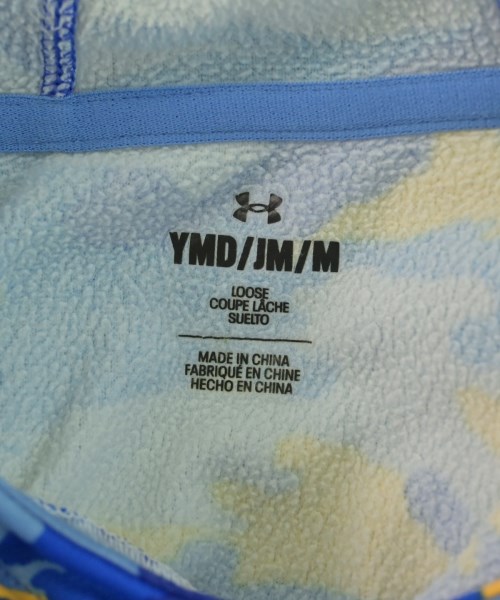 YMD/JM/M
LOOSE
COUPE LÂCHE
SUELTO
MADE IN CHINA
FABRIQUÉ EN CHINE
HECHO EN CHINA